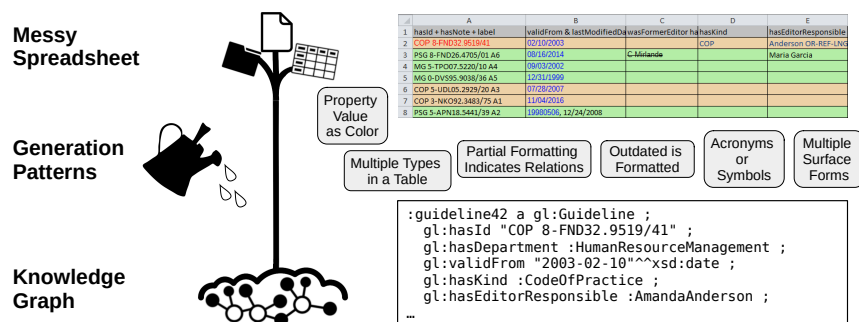 Messy
Spreadsheet
Generation
Patterns
Knowledge
Graph
A B C D E
1 hasId + hasNote + label validFrom & lastModifiedDa wasFormerEditor ha hasKind hasEditorResponsible
2 COP 8-FND32.9519/41 02/10/2003 COP Anderson OR-REF-LNG
3 PSG 8-FND26.4705/01 A6 08/16/2014 C Mirlande Maria Garcia
4 MG 5-TPO07.5220/10 A4 09/03/2002
5 MG 0-DVS95.9038/36 A5 12/31/1999
6 COP 5-UDL05.2929/20 A3 07/28/2007
7 COP 3-NKO92.3483/75 A1 11/04/2016
8 PSG 5-APN18.5441/39 A2 19980506, 12/24/2008
Property
Value
as Color
Multiple Types
in a Table
Partial Formatting
Indicates Relations
Outdated is
Formatted
Acronyms
or
Symbols
Multiple
Surface
Forms
:guideline42 a gl:Guideline ;
gl:hasId "COP 8-FND32.9519/41" ;
gl:hasDepartment :HumanResourceManagement ;
gl:validFrom "2003-02-10"^^xsd:date ;
gl:hasKind :CodeOfPractice ;
gl:hasEditorResponsible :AmandaAnderson ;
…